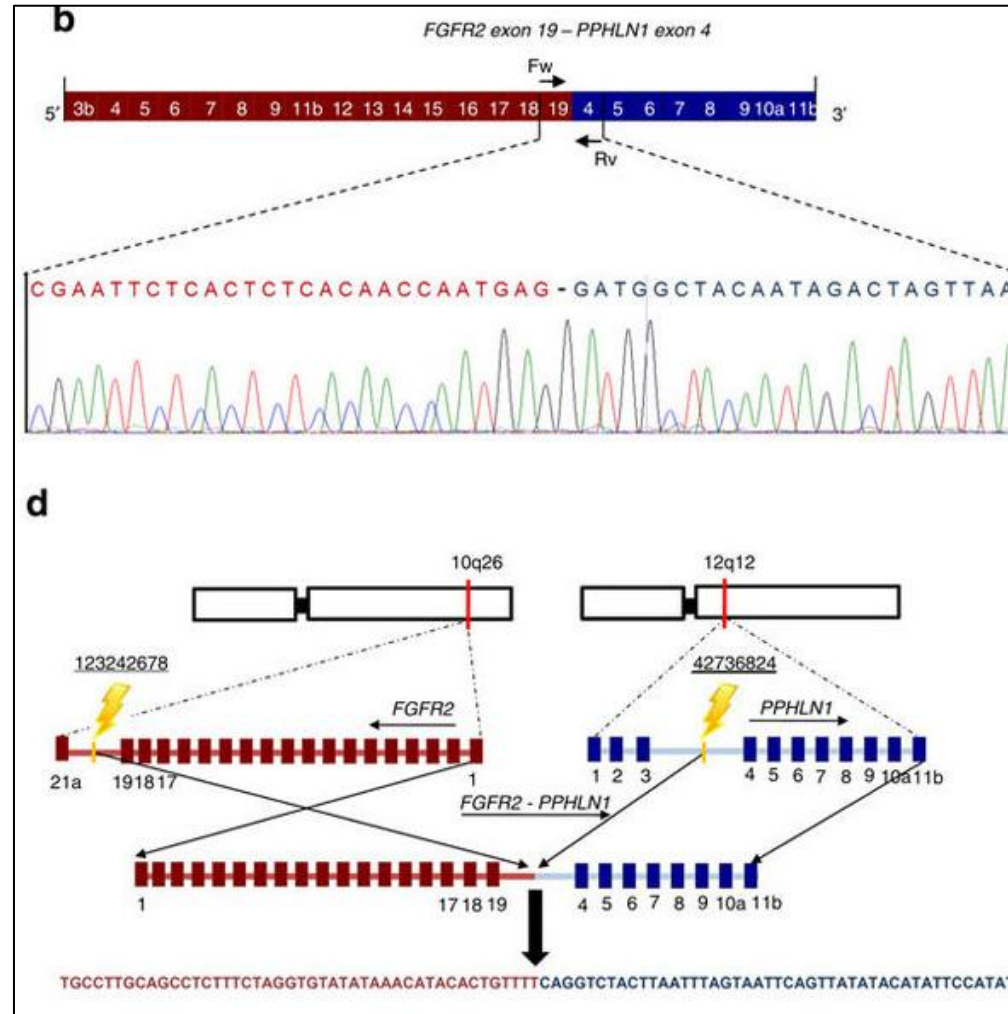 b
FGFR2 exon 19 – PPHLN1 exon 4
Fw
5′ 3b 4 5 6 7 8 9 11b 12 13 14 15 16 17 18 19 4 5 6 7 8 9 10a 11b 3′
Rv
CGAATTCTCACTCTCACAACCAATGAG-GATGGCTACAATAGACTAGTTAA
d
10q26 12q12
123242678 42736824
FGFR2 PPHLN1
21a 19 18 17 1 1 2 3 4 5 6 7 8 9 10a 11b
FGFR2 - PPHLN1
1 17 18 19 4 5 6 7 8 9 10a 11b
TGCCTTGCAGCCTCTTTCTAGGTGTATATAAACATACACTGTTTTCAGGTCTACTTAATTTAGTAATTCAGTTATATACATATTCCATAT